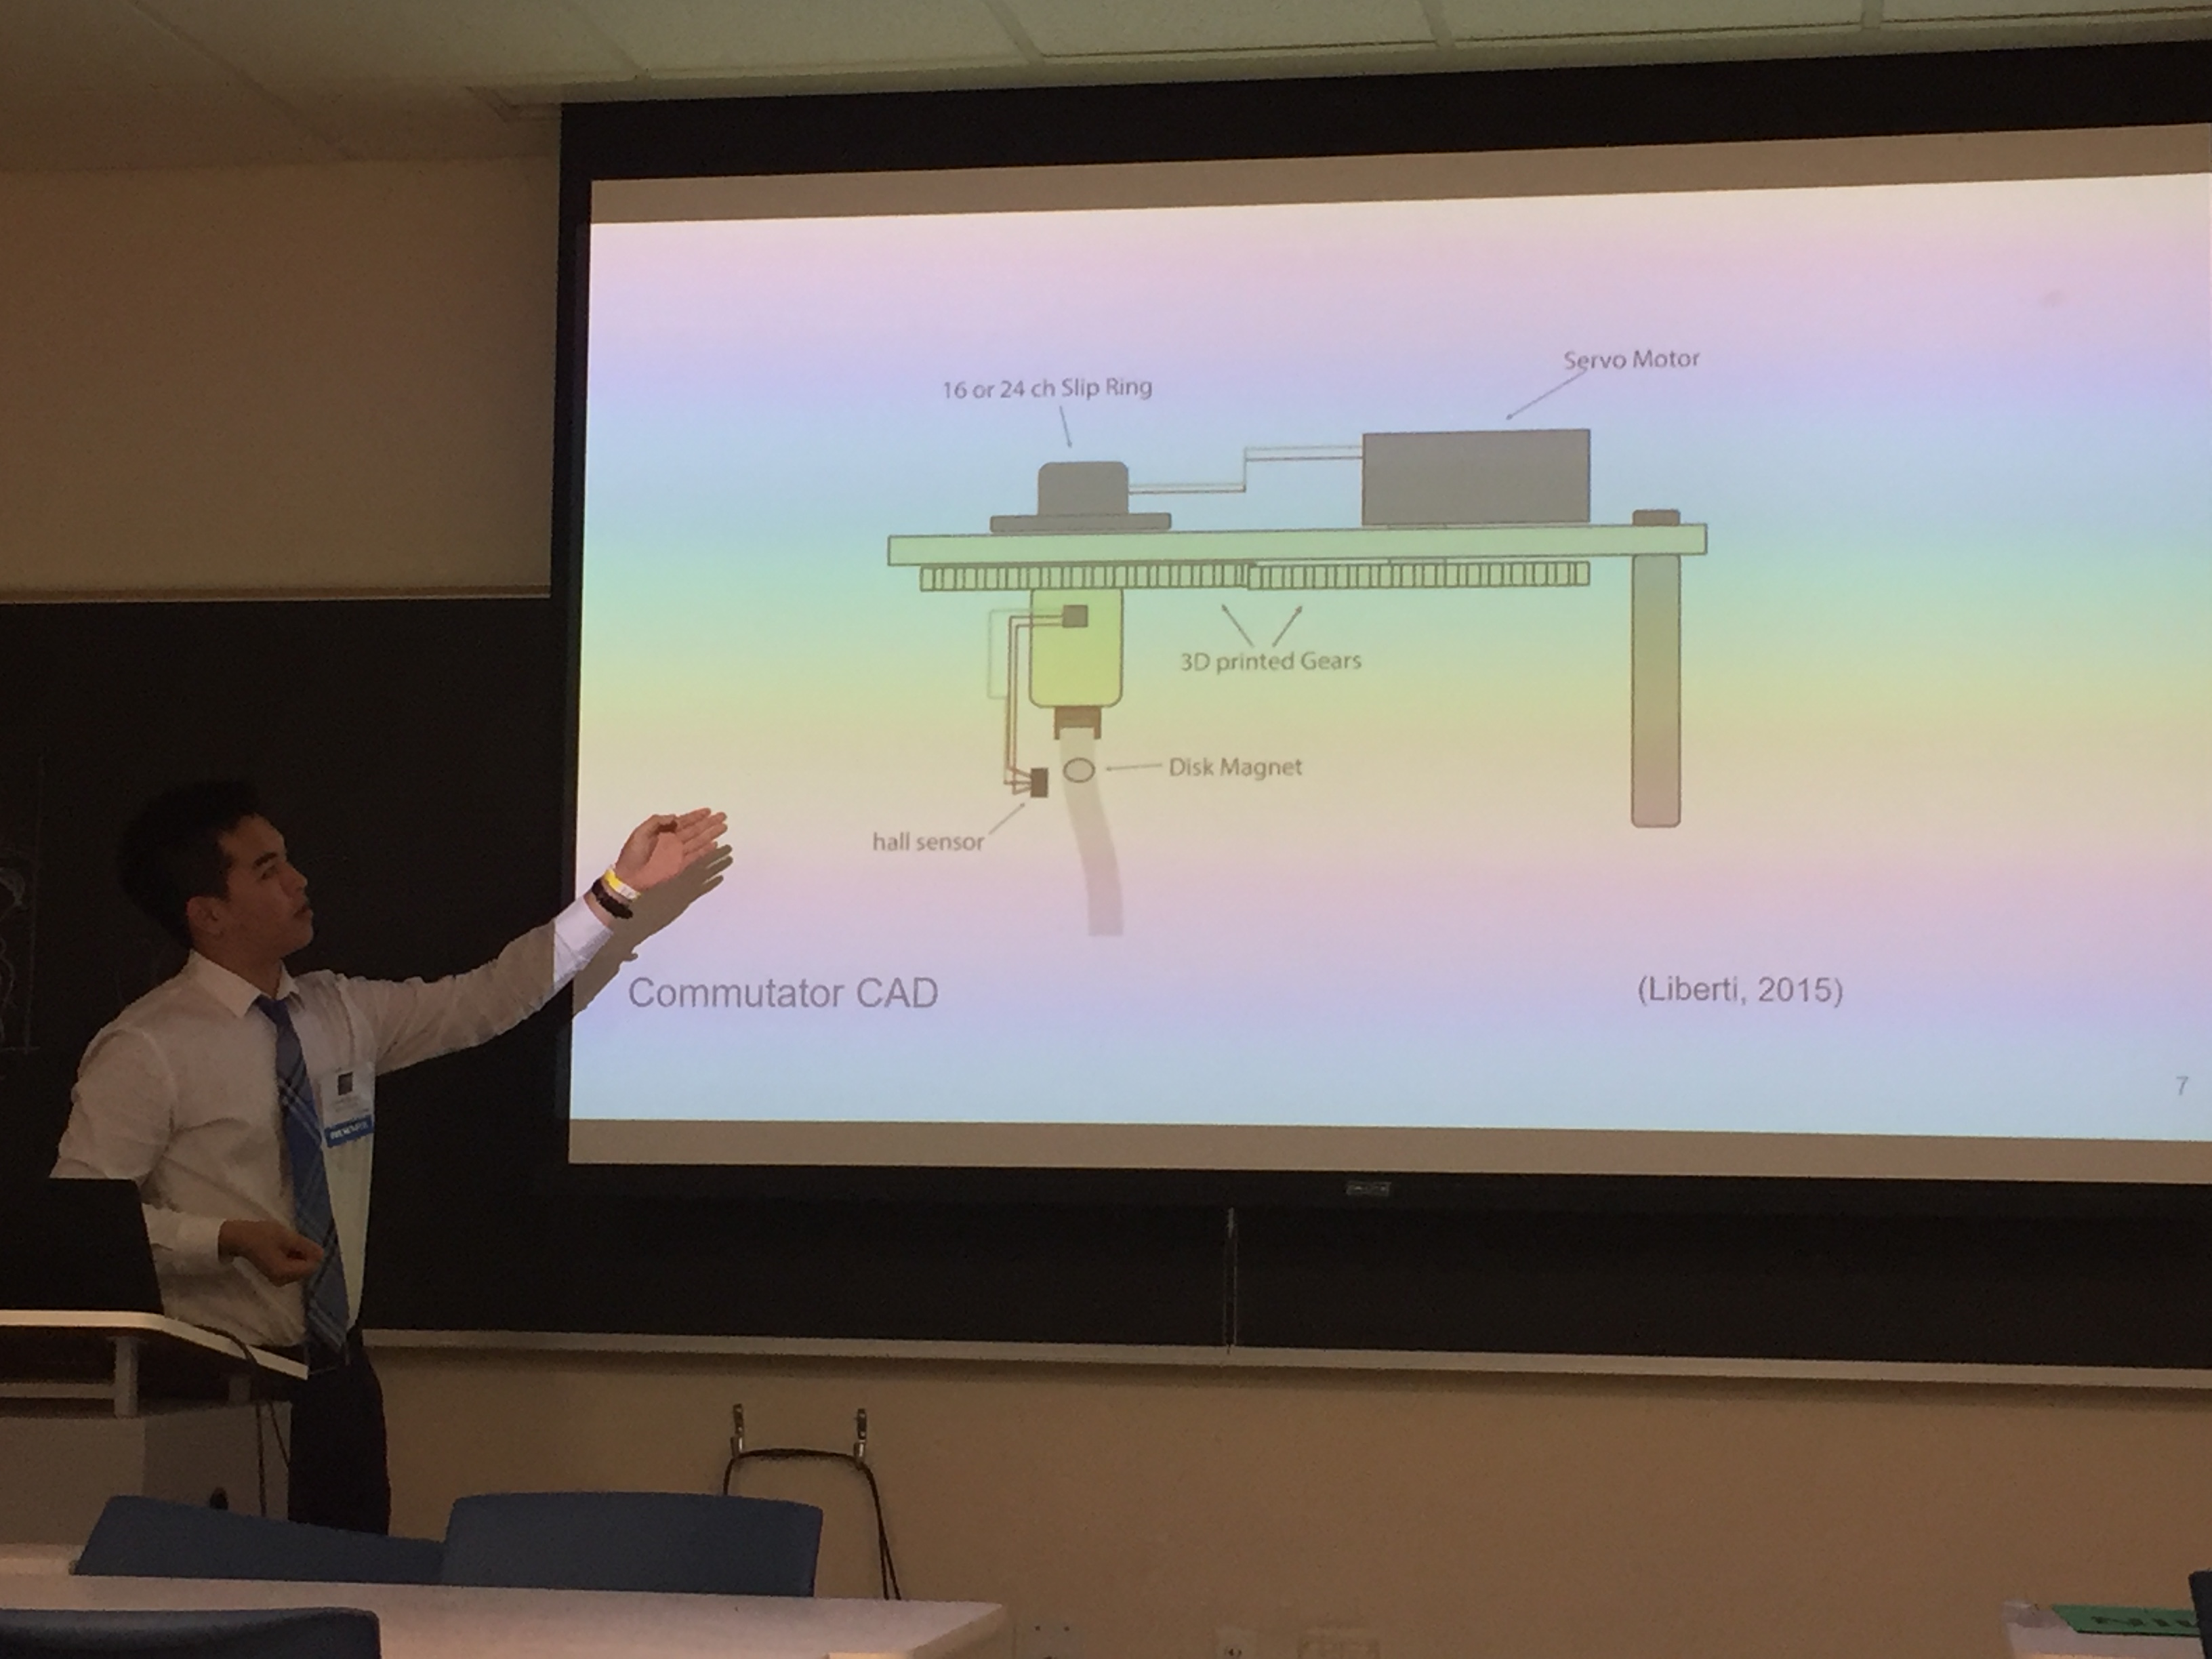 Servo Motor
16 or 24 ch Slip Ring
3D printed Gears
Disk Magnet
hall sensor
Commutator CAD
(Liberti, 2015)
7